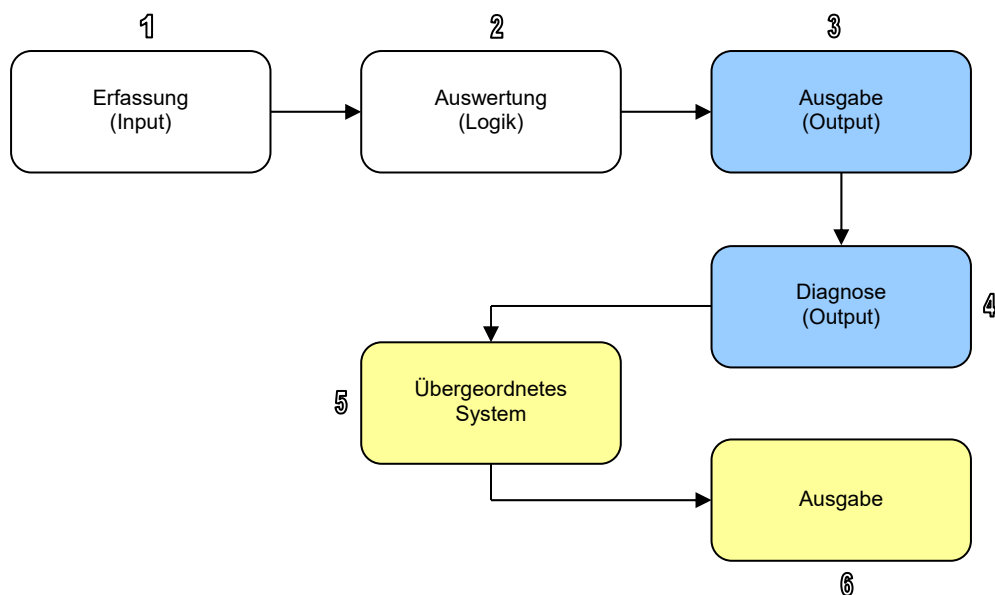 1
2
3
Erfassung
(Input)
Auswertung
(Logik)
Ausgabe
(Output)
Diagnose
(Output)
4
5
Übergeordnetes
System
Ausgabe
6